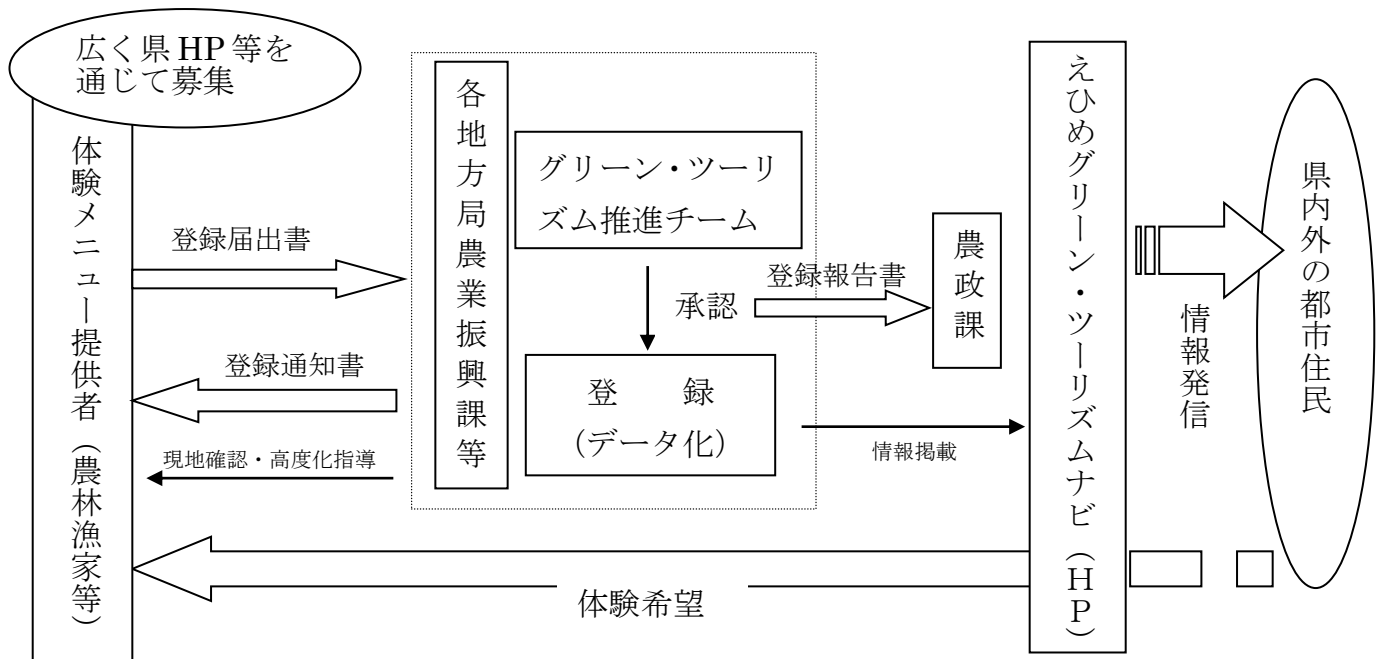 広く県 HP 等を
通じて募集
体験メニュー提供者（農林漁家等）
登録届出書
登録通知書
現地確認・高度化指導
各地方局農業振興課等
グリーン・ツーリ
ズム推進チーム
承認
登　録
（データ化）
登録報告書
農政課
情報掲載
えひめグリーン・ツーリズムナビ（ＨＰ）
情報発信
県内外の都市住民
体験希望